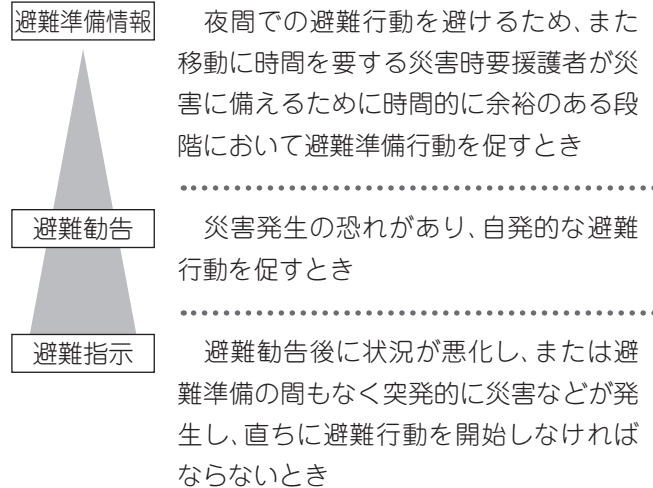 避難準備情報
夜間での避難行動を避けるため、また
移動に時間を要する災害時要援護者が災
害に備えるために時間的に余裕のある段
階において避難準備行動を促すとき
避難勧告
災害発生の恐れがあり、自発的な避難
行動を促すとき
避難指示
避難勧告後に状況が悪化し、または避
難準備の間もなく突発的に災害などが発
生し、直ちに避難行動を開始しなければ
ならないとき